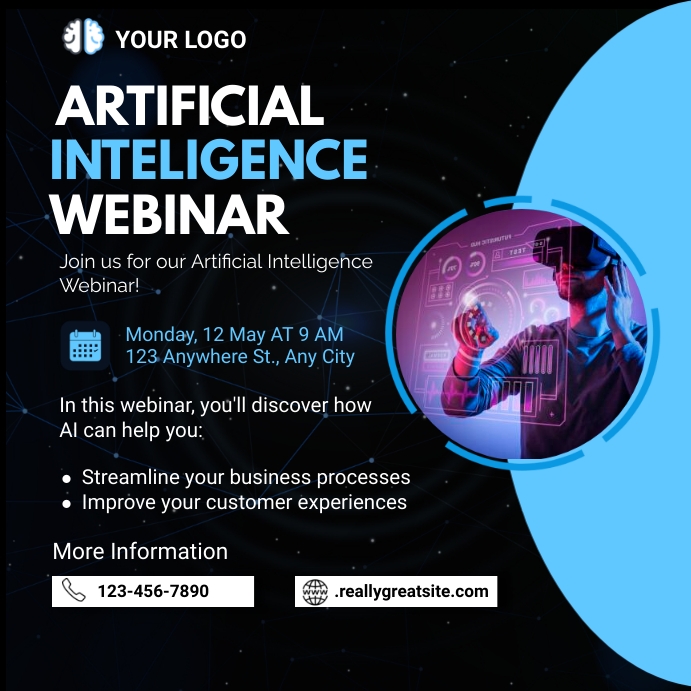 YOUR LOGO
ARTIFICIAL
INTELIGENCE
WEBINAR
Join us for our Artificial Intelligence
Webinar!
Monday, 12 May AT 9 AM
123 Anywhere St., Any City
In this webinar, you'll discover how
AI can help you:
● Streamline your business processes
● Improve your customer experiences
More Information
123-456-7890
www .reallygreatsite.com